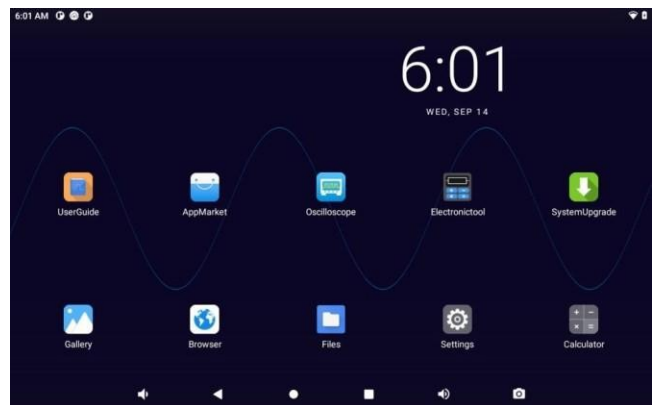 6:01 AM
6:01
WED, SEP 14
UserGuide
AppMarket
Oscilloscope
Electronictool
SystemUpgrade
Gallery
Browser
Files
Settings
Calculator